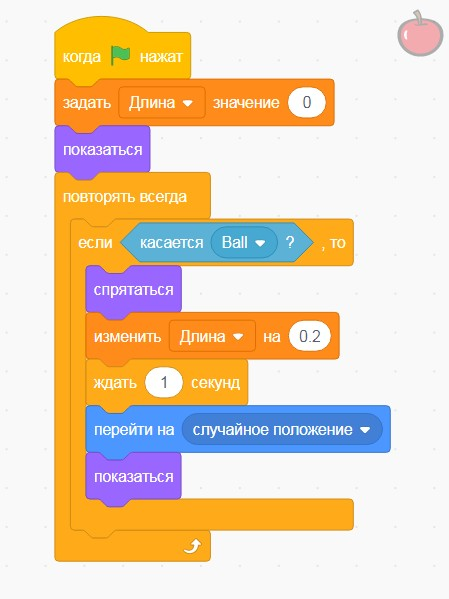 когда нажат
задать Длина значение 0
показаться
повторять всегда
если касается Ball ? , то
спрятаться
изменить Длина на 0.2
ждать 1 секунд
перейти на случайное положение
показаться